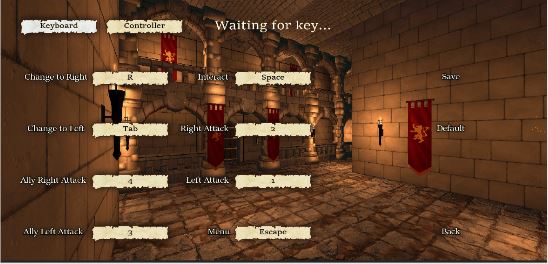 Keyboard Controller Waiting for key...
Change to Right R Interact Space Save
Change to Left Tab Right Attack 2 Default
Ally Right Attack 4 Left Attack 1
Ally Left Attack 3 Menu Escape Back